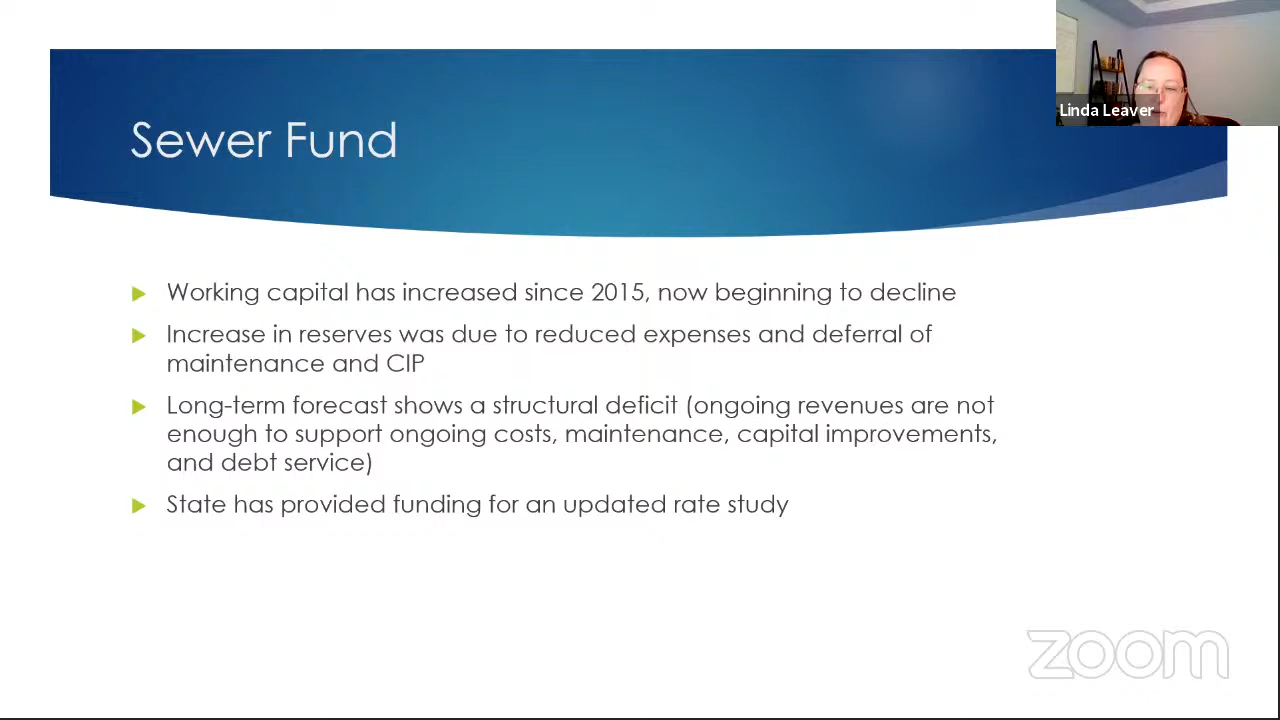 Linda Leaver
Sewer Fund
Working capital has increased since 2015, now beginning to decline
Increase in reserves was due to reduced expenses and deferral of
maintenance and CIP
Long-term forecast shows a structural deficit (ongoing revenues are not
enough to support ongoing costs, maintenance, capital improvements,
and debt service)
State has provided funding for an updated rate study
zoom